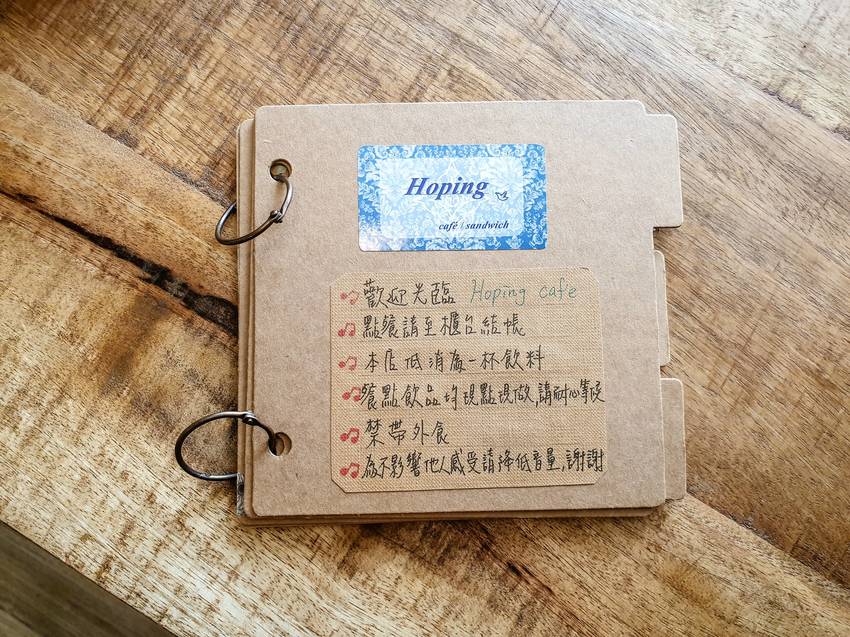 Hoping
café / sandwich
歡迎光臨 Hoping cafe
點餐請至櫃台結帳
本店低消為一杯飲料
餐點飲品均現點現做,請耐心等候
禁帶外食
為不影響他人感受請降低音量,謝謝